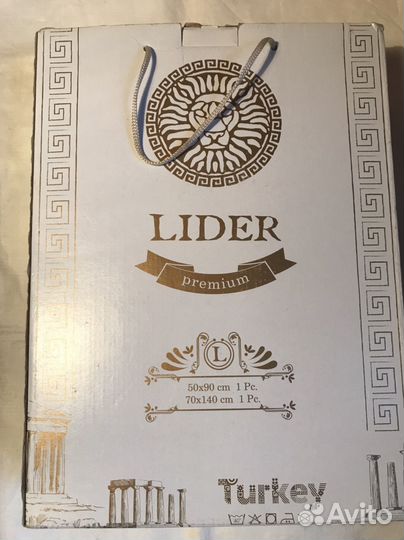 LIDER
premium
L
50x90 cm 1 Pc.
70x140 cm 1 Pc.
Turkey
Avito